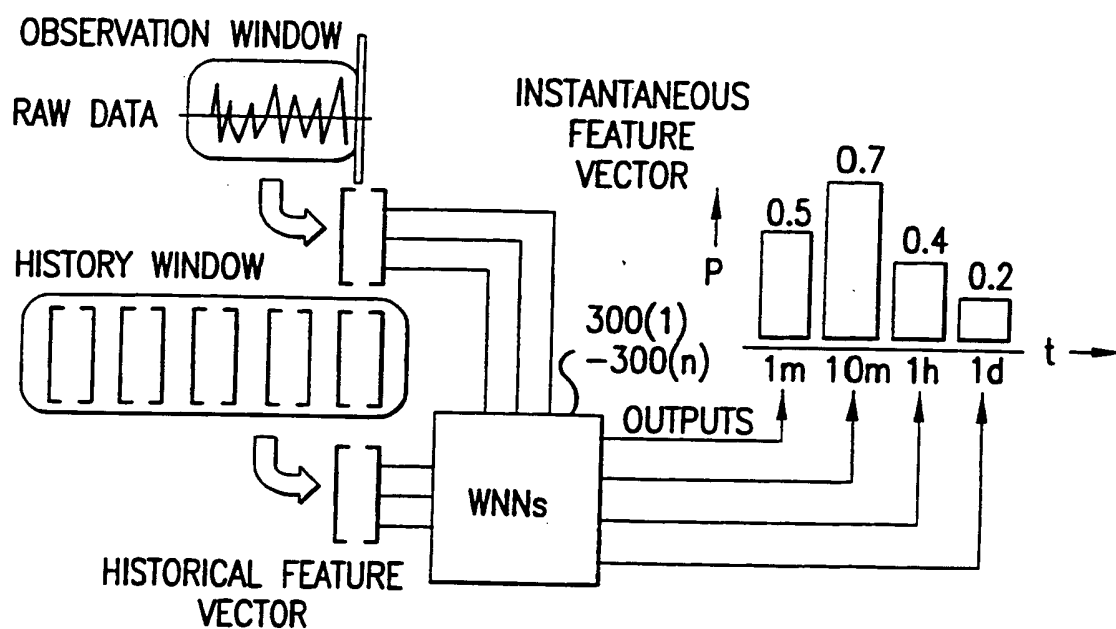 OBSERVATION WINDOW
RAW DATA
INSTANTANEOUS
FEATURE
VECTOR
HISTORY WINDOW
P
0.5
0.7
0.4
0.2
1m 10m 1h 1d
t
300(1)
-300(n)
OUTPUTS
WNNs
HISTORICAL FEATURE
VECTOR